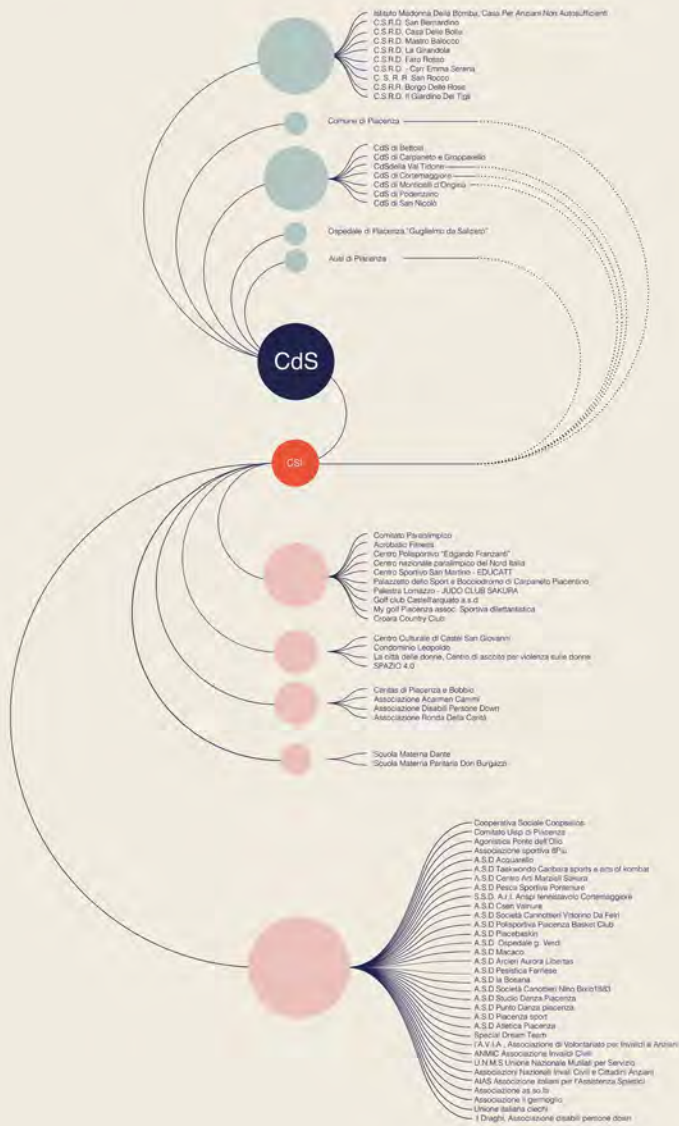 Istituto Madonna Della Bomba, Casa Per Anziani Non Autosufficienti
C.S.R.D. San Bernardino
C.S.R.D. Casa Delle Bolle
C.S.R.D. Mastro Balocco
C.S.R.D. La Girandola
C.S.R.D. Faro Rosso
C.S.R.D. - Csrr Emma Serena
C. S. R. R. San Rocco
C.S.R.R. Borgo Delle Rose
C.S.R.D. Il Giardino Dei Tigli
Comune di Piacenza
CdS di Bettola
CdS di Carpaneto e Gropparello
CdSdella Val Tidone
CdS di Cortemaggiore
CdS di Monticelli d'Ongina
CdS di Podenzano
CdS di San Nicolò
Ospedale di Piacenza "Guglielmo da Saliceto"
Ausl di Piacenza
CdS
CSI
Comitato Paralolimpico
Acrobatic Fitness
Centro Polisportivo "Edgardo Franzanti"
Centro nazionale paralimpico del Nord Italia
Centro Sportivo San Martino - EDUCATT
Palazzetto dello Sport e Bocciodromo di Carpaneto Piacentino
Palestra Lomazzo - JUDO CLUB SAKURA
Golf club Castell'arquato a.s.d
My golf Piacenza assoc. Sportiva dilettantistica
Croara Country Club
Centro Culturale di Castel San Giovanni
Condominio Leopoldo
La città delle donne, Centro di ascolto per violenza sulle donne
SPAZIO 4.0
Caritas di Piacenza e Bobbio
Associazione Acarmen Cammi
Associazione Disabili Persone Down
Associazione Ronda Della Carità
Scuola Materna Dante
Scuola Materna Paritaria Don Burgazzi
Cooperativa Sociale Coopselios
Comitato Uisp di Piacenza
Agonistica Ponte dell'Olio
Associazione sportiva
A.S.D Acquarello
A.S.D Taekwondo Caribora sports e arts of kombat
A.S.D Centro Arti Marziali Sakura
A.S.D Pesca Sportiva Pontenure
S.S.D. A.r.l. Anspi tennistavolo Cortemaggiore
A.S.D Csen Valnure
A.S.D Società Cannottieri Vittorino Da Feltri
A.S.D Polisportiva Piacenza Basket Club
A.S.D Placebaskin
A.S.D Ospedale g. Verdi
A.S.D Macaco
A.S.D Arcieri Aurora Libertas
A.S.D Pesistica Farnese
A.S.D la Bosana
A.S.D Società Canottieri Nino Bixio1883
A.S.D Studio Danza Piacenza
A.S.D Punto Danza piacenza
A.S.D Piacenza sport
A.S.D Atletica Piacenza
Special Dream Team
l'A.V.I.A., Associazione di Volontariato per Invalidi e Anziani
ANMIC Associazione Invalidi Civili
U.N.M.S Unione Nazionale Mutilati per Servizio
Associazioni Nazionali Invali Civili e Cittadini Anziani
AIAS Associzione italiani per l'Assistenza Spastici
Associazione as.so.fa
Associazione il germoglio
Unione italiana ciechi
I Draghi, Associazione disabili persone down